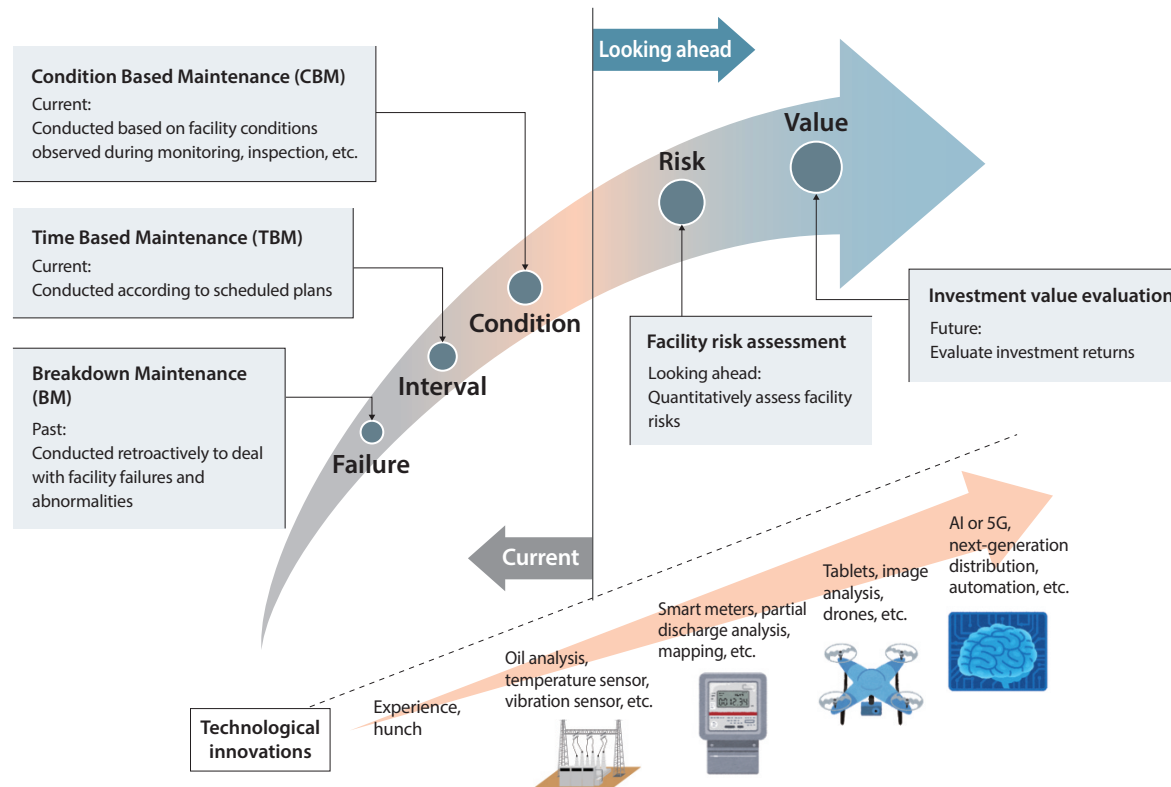 Looking ahead
Condition Based Maintenance (CBM)
Current:
Conducted based on facility conditions
observed during monitoring, inspection, etc.
Time Based Maintenance (TBM)
Current:
Conducted according to scheduled plans
Breakdown Maintenance
(BM)
Past:
Conducted retroactively to deal
with facility failures and
abnormalities
Failure
Interval
Condition
Risk
Value
Facility risk assessment
Looking ahead:
Quantitatively assess facility
risks
Investment value evaluation
Future:
Evaluate investment returns
Current
Technological
innovations
Experience,
hunch
Oil analysis,
temperature sensor,
vibration sensor, etc.
Smart meters, partial
discharge analysis,
mapping, etc.
Tablets, image
analysis,
drones, etc.
AI or 5G,
next-generation
distribution,
automation, etc.